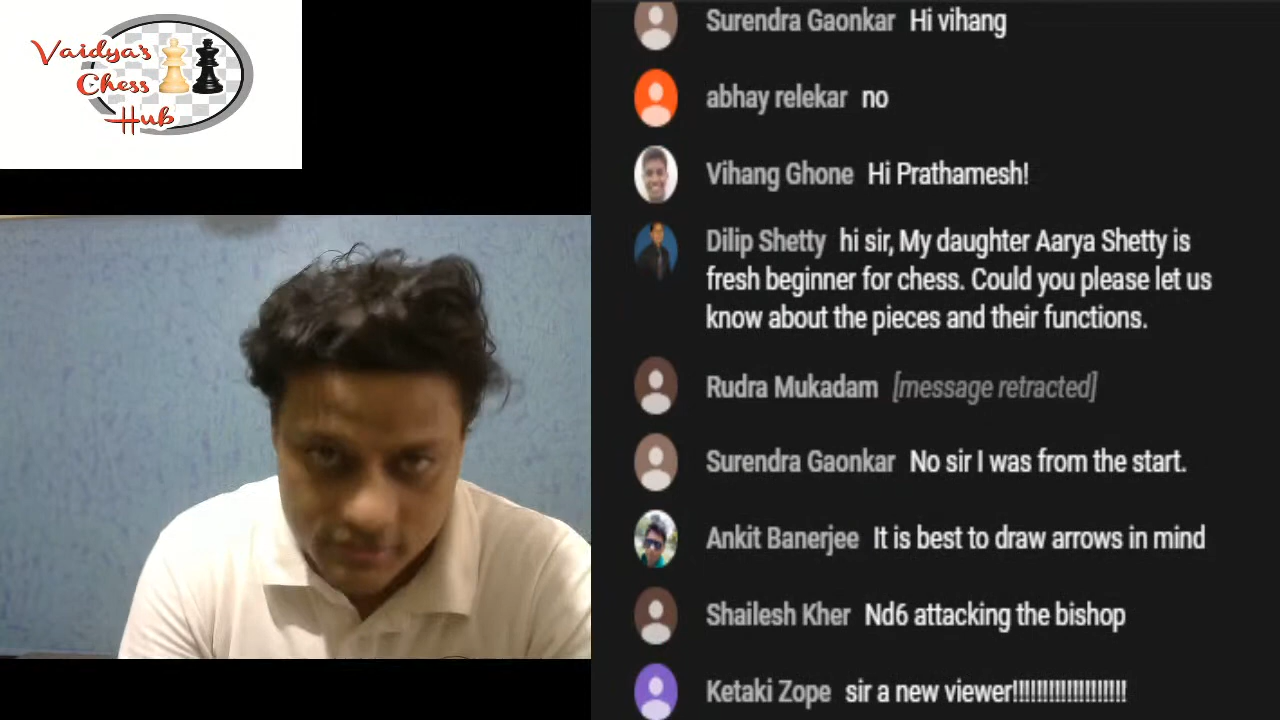 Vaidya's
Chess
Hub
Surendra Gaonkar Hi vihang
abhay relekar no
Vihang Ghone Hi Prathamesh!
Dilip Shetty hi sir, My daughter Aarya Shetty is
fresh beginner for chess. Could you please let us
know about the pieces and their functions.
Rudra Mukadam [message retracted]
Surendra Gaonkar No sir I was from the start.
Ankit Banerjee It is best to draw arrows in mind
Shailesh Kher Nd6 attacking the bishop
Ketaki Zope sir a new viewer!!!!!!!!!!!!!!!!!!!